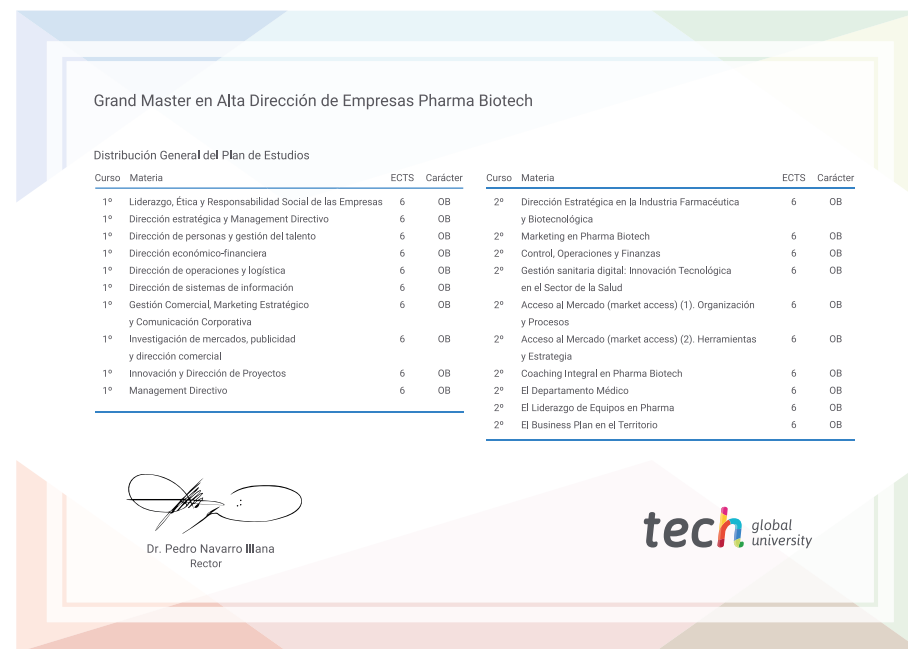 Grand Master en Alta Dirección de Empresas Pharma Biotech
Distribución General del Plan de Estudios
Curso Materia ECTS Carácter
1º Liderazgo, Ética y Responsabilidad Social de las Empresas 6 OB
1º Dirección estratégica y Management Directivo 6 OB
1º Dirección de personas y gestión del talento 6 OB
1º Dirección económico-financiera 6 OB
1º Dirección de operaciones y logística 6 OB
1º Dirección de sistemas de información 6 OB
1º Gestión Comercial, Marketing Estratégico 6 OB
y Comunicación Corporativa
1º Investigación de mercados, publicidad 6 OB
y dirección comercial
1º Innovación y Dirección de Proyectos 6 OB
1º Management Directivo 6 OB
Curso Materia ECTS Carácter
2º Dirección Estratégica en la Industria Farmacéutica 6 OB
y Biotecnológica
2º Marketing en Pharma Biotech 6 OB
2º Control, Operaciones y Finanzas 6 OB
2º Gestión sanitaria digital: Innovación Tecnológica 6 OB
en el Sector de la Salud
2º Acceso al Mercado (market access) (1). Organización 6 OB
y Procesos
2º Acceso al Mercado (market access) (2). Herramientas 6 OB
y Estrategia
2º Coaching Integral en Pharma Biotech 6 OB
2º El Departamento Médico 6 OB
2º El Liderazgo de Equipos en Pharma 6 OB
2º El Business Plan en el Territorio 6 OB
Dr. Pedro Navarro Illana
Rector
tech global
university